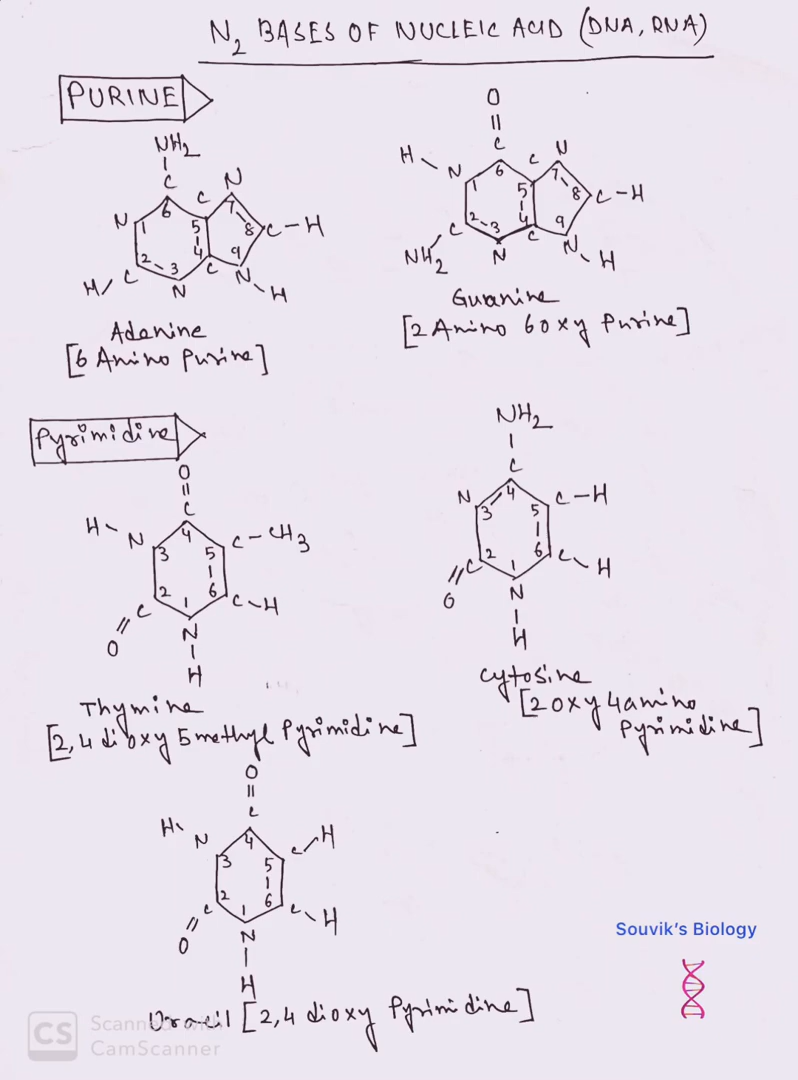 N₂ BASES OF NUCLEIC ACID (DNA, RNA)
PURINE
NH₂
C
N
1
6
C
5
N
7
8
C-H
2
3
4
9
H
C
N
C
N
H
Adenine
[6 Amino Purine]
O
C
H
N
1
6
C
5
N
7
8
C-H
2
3
4
9
C
NH₂
N
C
N
H
Guanine
[2 Amino 6 oxy Purine]
Pyrimidine
O
C
H
N
3
4
5
C-CH3
2
1
6
C-H
C
O
N
H
Thymine
[2,4 dioxy 5 methyl Pyrimidine]
NH₂
C
N
3
4
5
C-H
2
1
6
C
H
C
O
N
H
Cytosine
[2 oxy 4 amino
Pyrimidine]
O
C
H
N
3
4
5
C
H
2
1
6
C
H
C
O
N
H
Uracil [2,4 dioxy Pyrimidine]
Souvik's Biology
CS
Scanned with
CamScanner